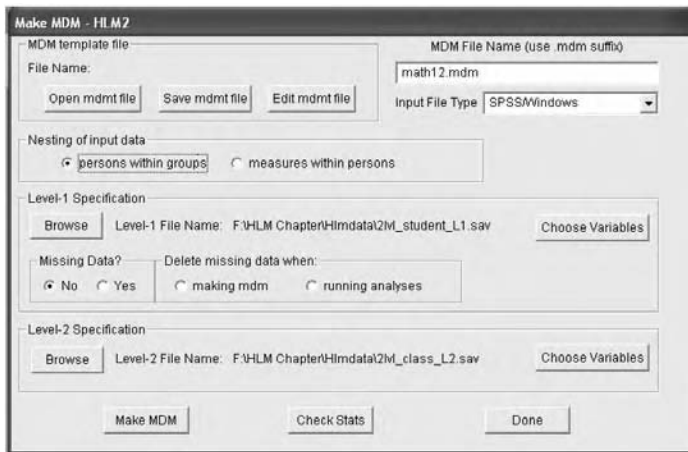 Make MDM - HLM2
MDM template file
File Name:
Open mdmt file Save mdmt file Edit mdmt file
MDM File Name (use .mdm suffix)
math12.mdm
Input File Type SPSS/Windows
Nesting of input data
persons within groups measures within persons
Level-1 Specification
Browse Level-1 File Name: F:\HLM Chapter\Hlmdata\2lvl_student_L1.sav Choose Variables
Missing Data? Delete missing data when:
No Yes making mdm running analyses
Level-2 Specification
Browse Level-2 File Name: F:\HLM Chapter\Hlmdata\2lvl_class_L2.sav Choose Variables
Make MDM Check Stats Done